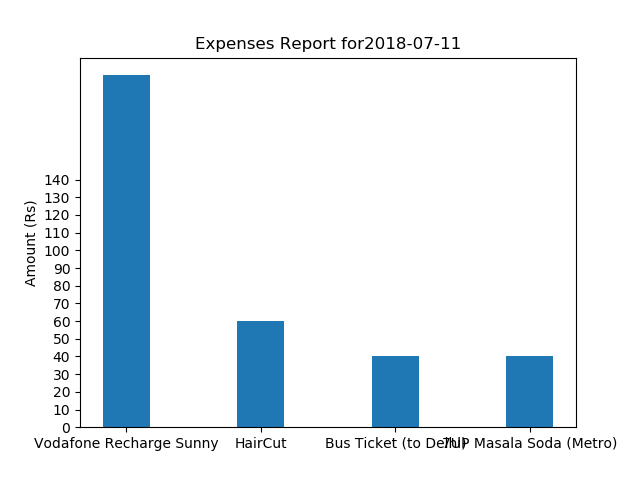 Expenses Report for2018-07-11
Amount (Rs)
140
130
120
110
100
90
80
70
60
50
40
30
20
10
0
Vodafone Recharge Sunny
HairCut
Bus Ticket (to Delhi)
Masala Soda (Metro)